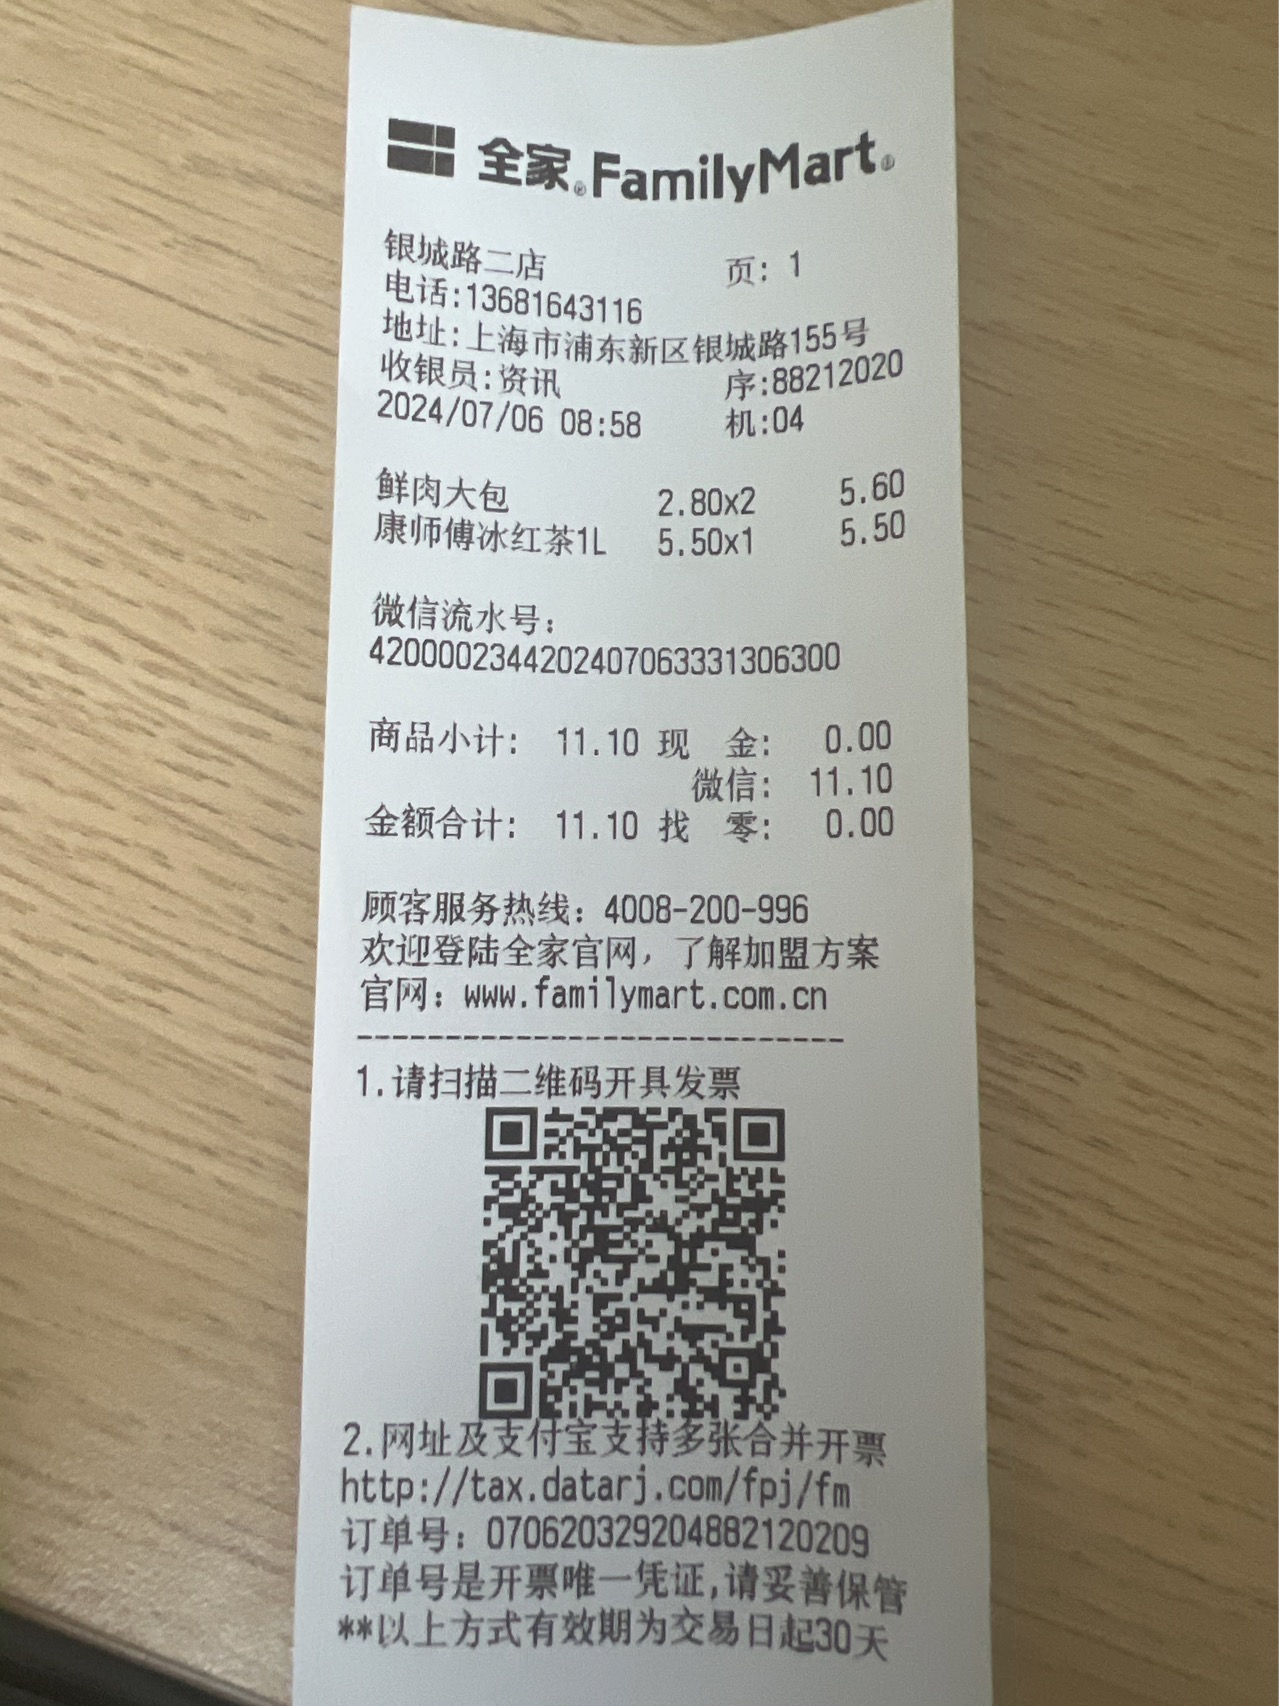 全家 FamilyMart
银城路二店 页: 1
电话:13681643116
地址:上海市浦东新区银城路155号
收银员:资讯 序:88212020
2024/07/06 08:58 机:04
鲜肉大包 2.80x2 5.60
康师傅冰红茶1L 5.50x1 5.50
微信流水号:
4200002344202407063331306300
商品小计: 11.10 现 金: 0.00
微信: 11.10
金额合计: 11.10 找 零: 0.00
顾客服务热线: 4008-200-996
欢迎登陆全家官网, 了解加盟方案
官网: www.familymart.com.cn
----------------------------
1.请扫描二维码开具发票
2.网址及支付宝支持多张合并开票
http://tax.datarj.com/fpj/fm
订单号: 070620329204882120209
订单号是开票唯一凭证,请妥善保管
**以上方式有效期为交易日起30天